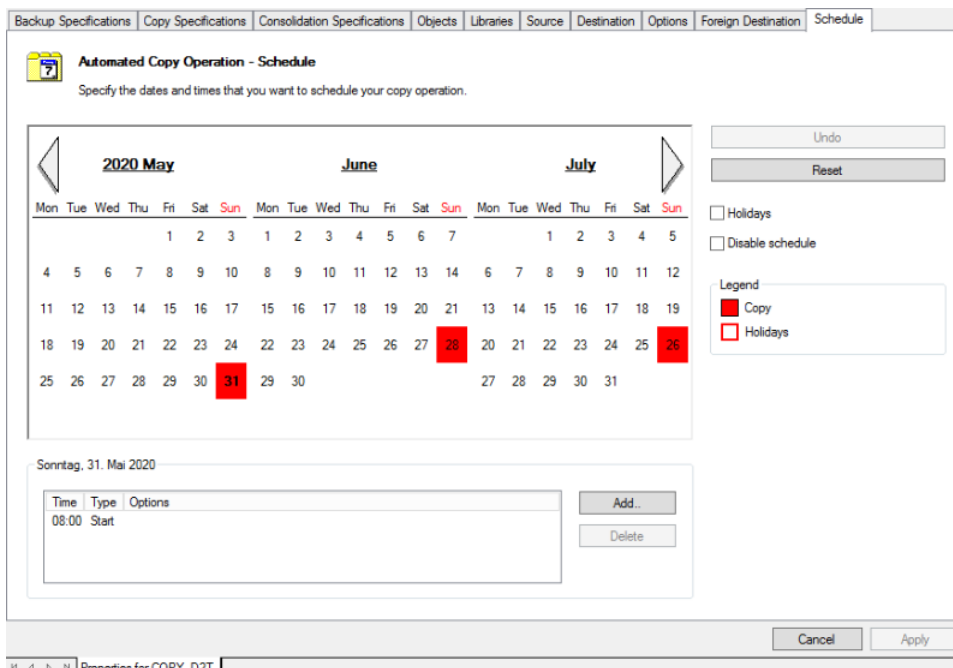 Backup Specifications Copy Specifications Consolidation Specifications Objects Libraries Source Destination Options Foreign Destination Schedule
7
Automated Copy Operation - Schedule
Specify the dates and times that you want to schedule your copy operation.
2020 May June July
Mon Tue Wed Thu Fri Sat Sun Mon Tue Wed Thu Fri Sat Sun Mon Tue Wed Thu Fri Sat Sun
1 2 3 1 2 3 4 5 6 7 1 2 3 4 5
4 5 6 7 8 9 10 8 9 10 11 12 13 14 6 7 8 9 10 11 12
11 12 13 14 15 16 17 15 16 17 18 19 20 21 13 14 15 16 17 18 19
18 19 20 21 22 23 24 22 23 24 25 26 27 28 20 21 22 23 24 25 26
25 26 27 28 29 30 31 29 30 27 28 29 30 31
Undo
Reset
Holidays
Disable schedule
Legend
Copy
Holidays
Sonntag, 31. Mai 2020
Time Type Options
08:00 Start
Add..
Delete
Cancel Apply
Properties for COPY_D2T